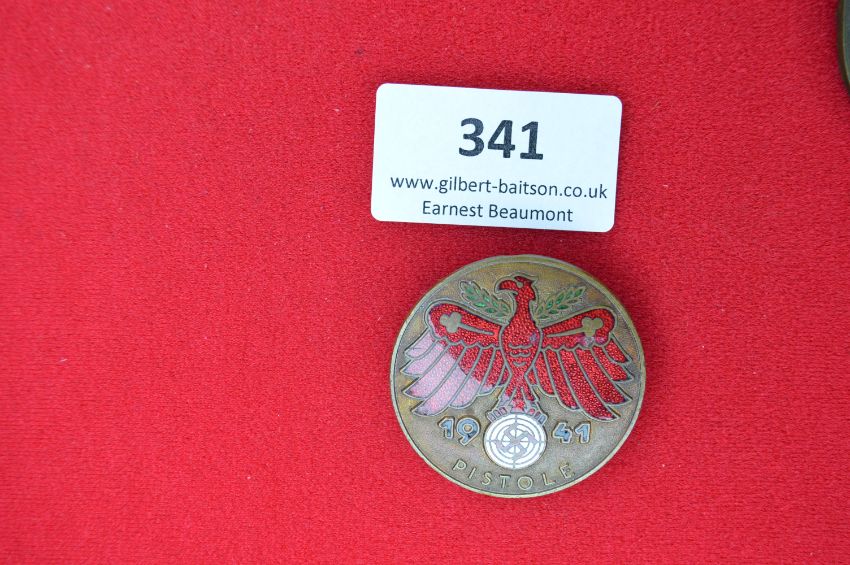 341
www.gilbert-baitson.co.uk
Earnest Beaumont
1941
PISTOLE